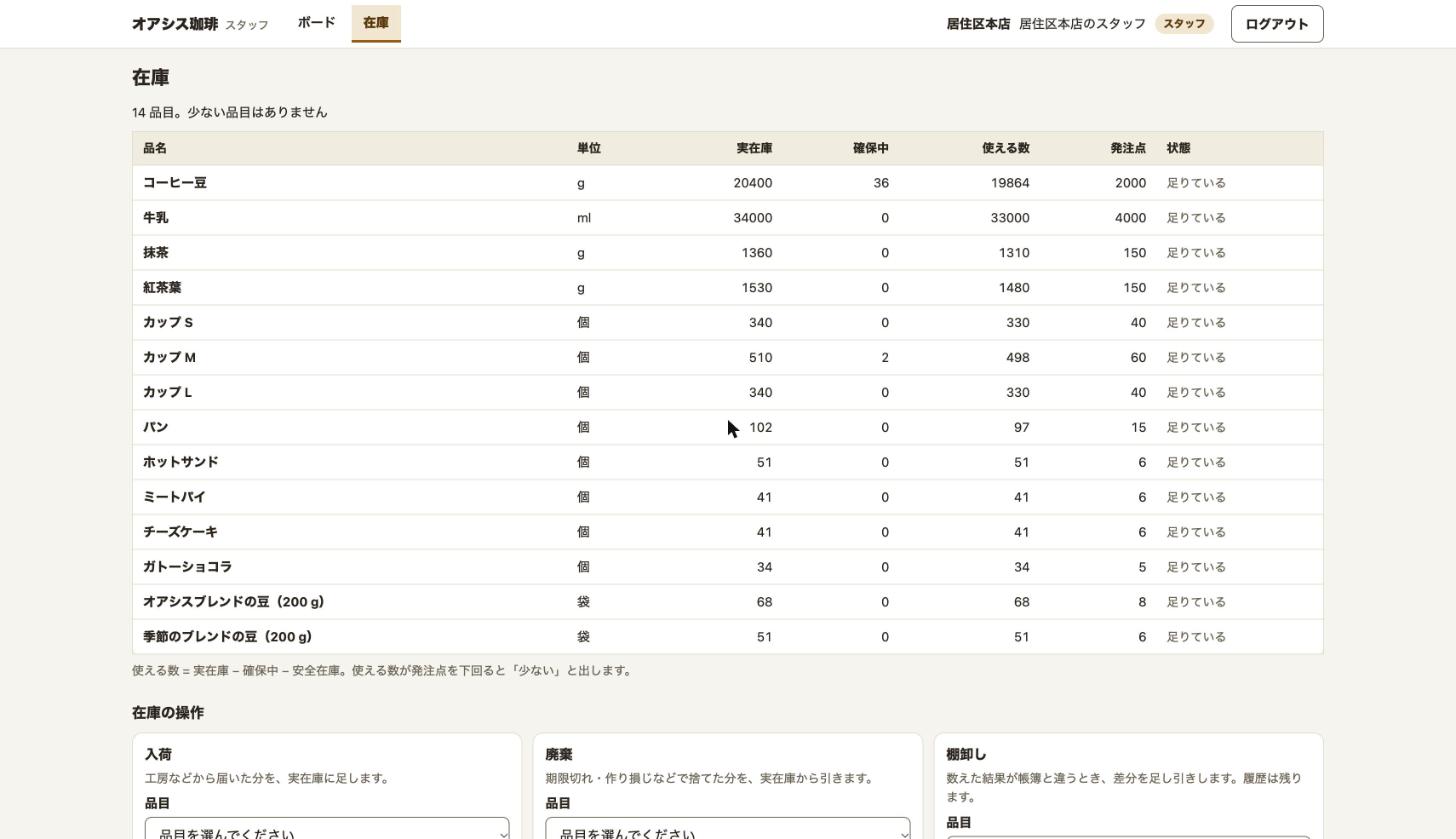 オアシス珈琲 スタッフ ボード 在庫 居住区本店 居住区本店のスタッフ スタッフ ログアウト
在庫
14 品目。少ない品目はありません
品名 単位 実在庫 確保中 使える数 発注点 状態
コーヒー豆 g 20400 36 19864 2000 足りている
牛乳 ml 34000 0 33000 4000 足りている
抹茶 g 1360 0 1310 150 足りている
紅茶葉 g 1530 0 1480 150 足りている
カップ S 個 340 0 330 40 足りている
カップ M 個 510 2 498 60 足りている
カップ L 個 340 0 330 40 足りている
パン 個 102 0 97 15 足りている
ホットサンド 個 51 0 51 6 足りている
ミートパイ 個 41 0 41 6 足りている
チーズケーキ 個 41 0 41 6 足りている
ガトーショコラ 個 34 0 34 5 足りている
オアシスブレンドの豆（200 g） 袋 68 0 68 8 足りている
季節のブレンドの豆（200 g） 袋 51 0 51 6 足りている
使える数 = 実在庫 − 確保中 − 安全在庫。使える数が発注点を下回ると「少ない」と出します。
在庫の操作
入荷
工房などから届いた分を、実在庫に足します。
品目
品目を選んでください
廃棄
期限切れ・作り損じなどで捨てた分を、実在庫から引きます。
品目
品目を選んでください
棚卸し
数えた結果が帳簿と違うとき、差分を足し引きします。履歴は残り
ます。
品目